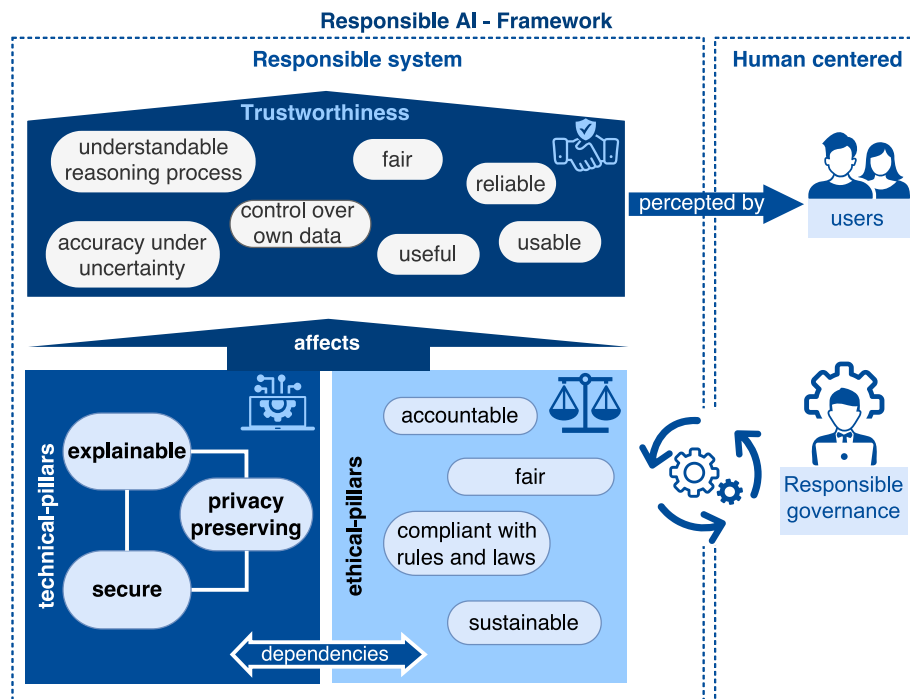 Responsible AI - Framework
Responsible system
Human centered
Trustworthiness
understandable
reasoning process
fair
reliable
control over
own data
accuracy under
uncertainty
useful
usable
percepted by
users
affects
technical-pillars
explainable
privacy
preserving
secure
ethical-pillars
accountable
fair
compliant with
rules and laws
sustainable
dependencies
Responsible
governance